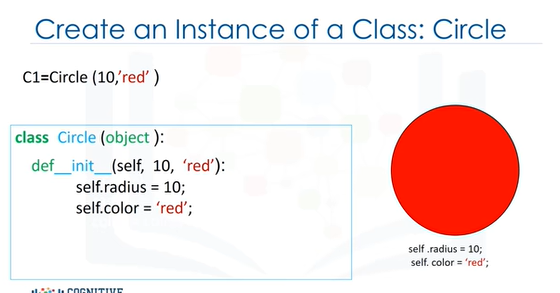 Create an Instance of a Class: Circle
C1=Circle (10,'red' )
class Circle (object ):
def__init__(self, 10, 'red'):
self.radius = 10;
self.color = 'red';
self .radius = 10;
self. color = 'red';
COGNITIVE